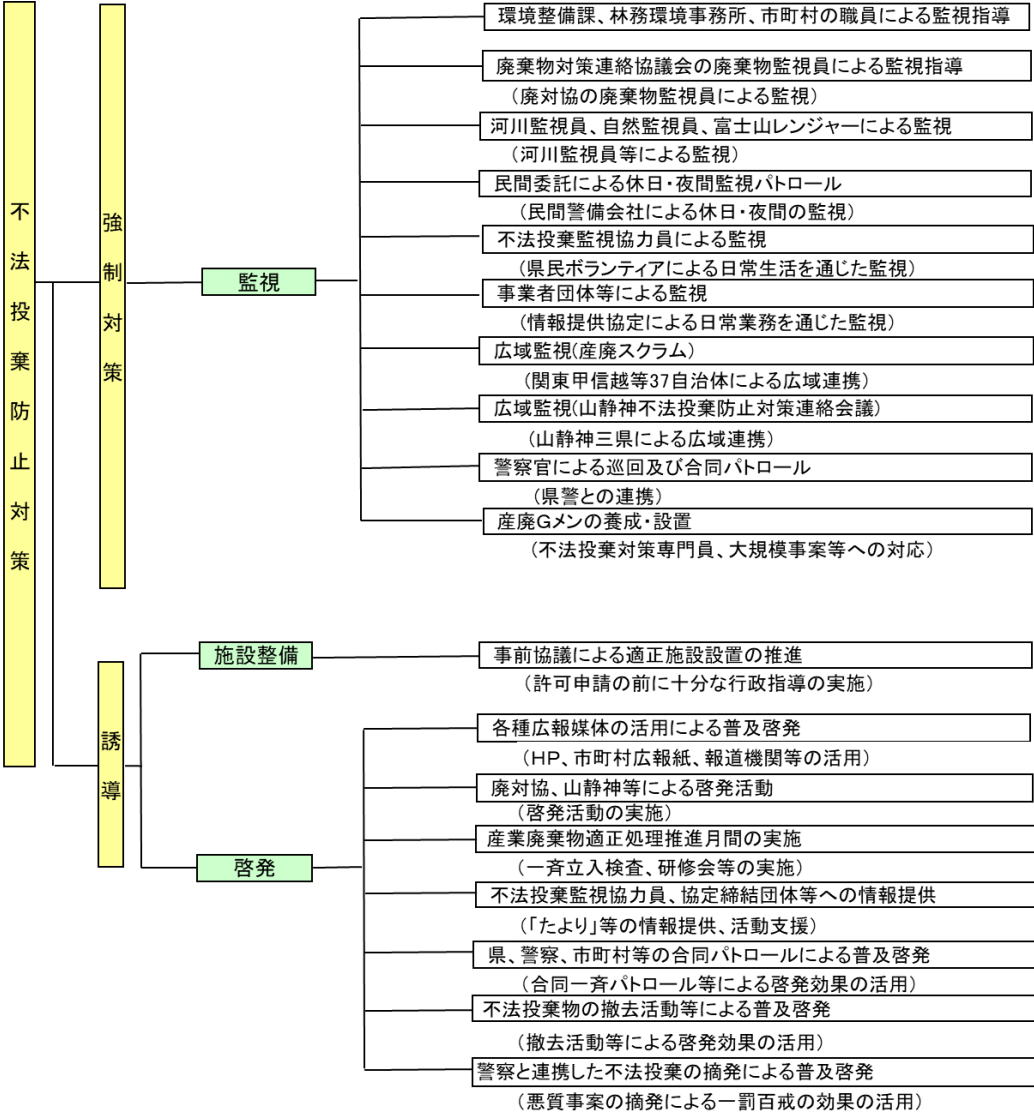 不法投棄防止対策
強制対策
監視
環境整備課、林務環境事務所、市町村の職員による監視指導
廃棄物対策連絡協議会の廃棄物監視員による監視指導
（廃対協の廃棄物監視員による監視）
河川監視員、自然監視員、富士山レンジャーによる監視
（河川監視員等による監視）
民間委託による休日・夜間監視パトロール
（民間警備会社による休日・夜間の監視）
不法投棄監視協力員による監視
（県民ボランティアによる日常生活を通じた監視）
事業者団体等による監視
（情報提供協定による日常業務を通じた監視）
広域監視(産廃スクラム)
（関東甲信越等37自治体による広域連携）
広域監視(山静神不法投棄防止対策連絡会議)
（山静神三県による広域連携）
警察官による巡回及び合同パトロール
（県警との連携）
産廃Gメンの養成・設置
（不法投棄対策専門員、大規模事案等への対応）
誘導
施設整備
事前協議による適正施設設置の推進
（許可申請の前に十分な行政指導の実施）
啓発
各種広報媒体の活用による普及啓発
（HP、市町村広報紙、報道機関等の活用）
廃対協、山静神等による啓発活動
（啓発活動の実施）
産業廃棄物適正処理推進月間の実施
（一斉立入検査、研修会等の実施）
不法投棄監視協力員、協定締結団体等への情報提供
（「たより」等の情報提供、活動支援）
県、警察、市町村等の合同パトロールによる普及啓発
（合同一斉パトロール等による啓発効果の活用）
不法投棄物の撤去活動等による普及啓発
（撤去活動等による啓発効果の活用）
警察と連携した不法投棄の摘発による普及啓発
（悪質事案の摘発による一罰百戒の効果の活用）